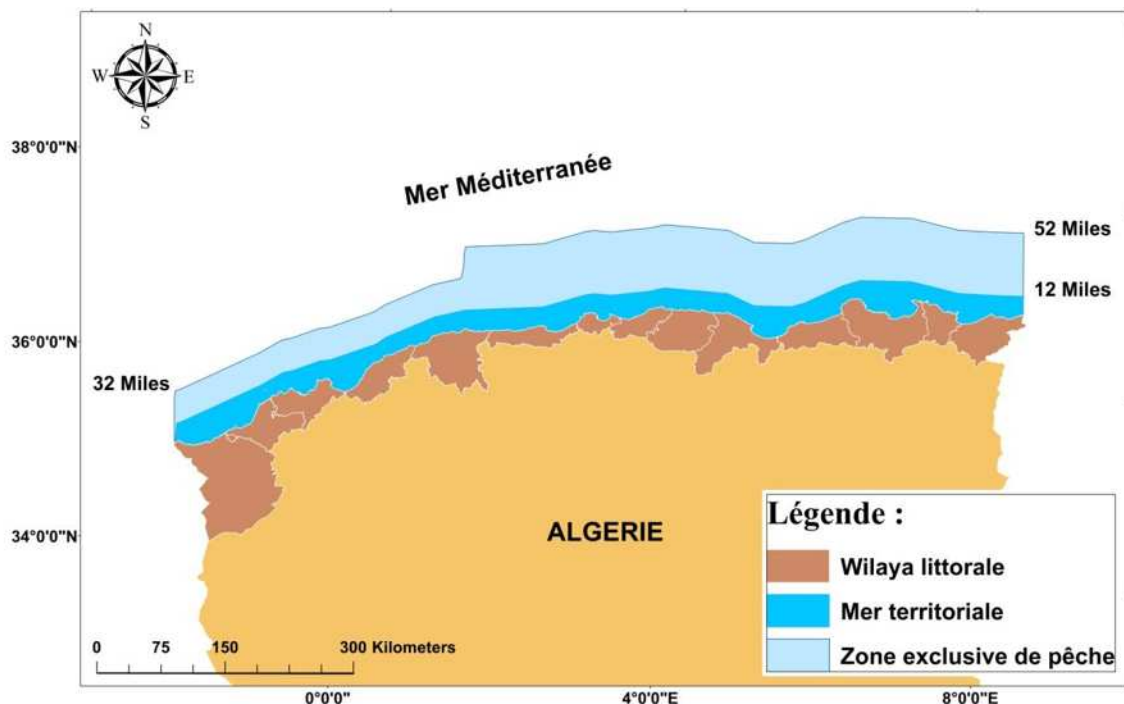 N
W E
S
38°0'0"N
Mer Méditerranée
52 Miles
12 Miles
36°0'0"N
32 Miles
34°0'0"N
ALGERIE
Légende :
Wilaya littorale
Mer territoriale
Zone exclusive de pêche
0 75 150 300 Kilometers
0°0'0" 4°0'0"E 8°0'0"E